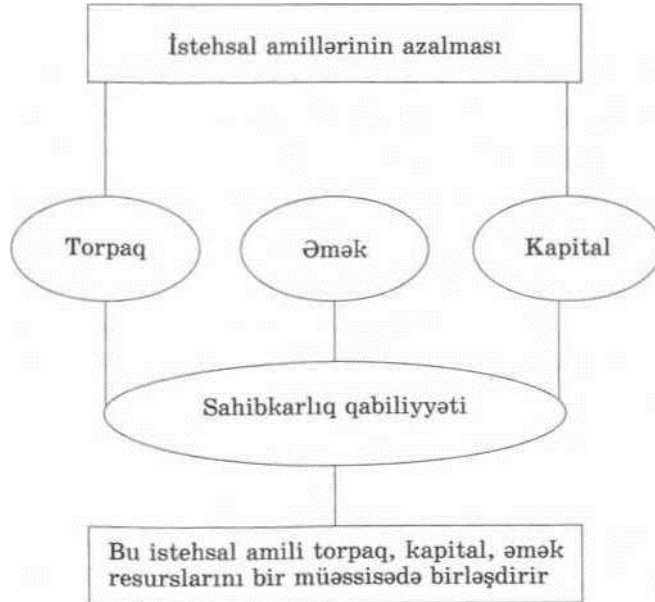 İstehsal amillərinin azalması
Torpaq
Əmək
Kapital
Sahibkarlıq qabiliyyəti
Bu istehsal amili torpaq, kapital, əmək
resurslarını bir müəssisədə birləşdirir